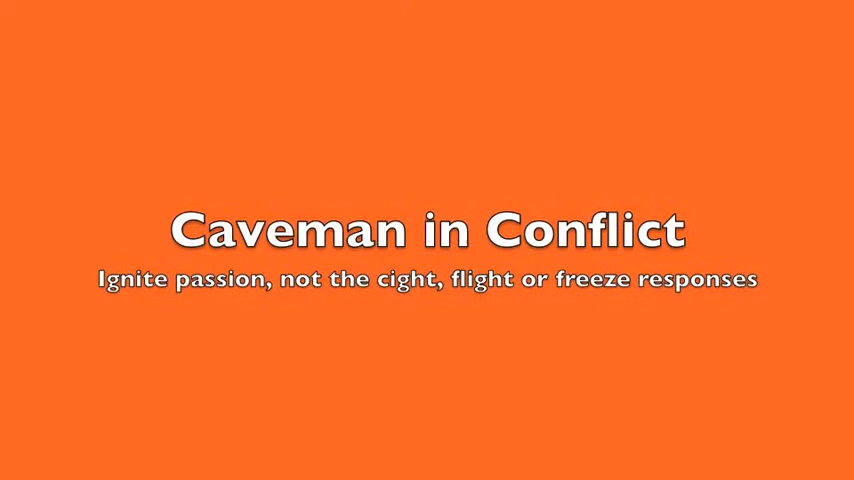 Caveman in Conflict
Ignite passion, not the cight, flight or freeze responses